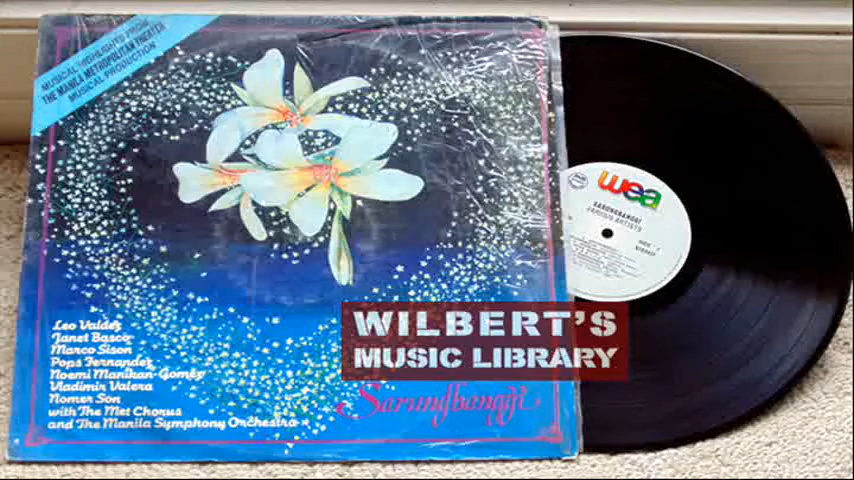 MUSICAL HIGHLIGHTS FROM
THE MANILA METROPOLITAN THEATER
MUSICAL PRODUCTION
Leo Valdez
Janet Basco
Marco Sison
Pops Fernandez
Noemi Manikan-Gomez
Vladimir Valera
Nomer Son
with The Met Chorus
and The Manila Symphony Orchestra
Sarungbanggi
WILBERT'S
MUSIC LIBRARY
wea
SARUNGBANGGI
VARIOUS ARTISTS
SIDE
STEREO